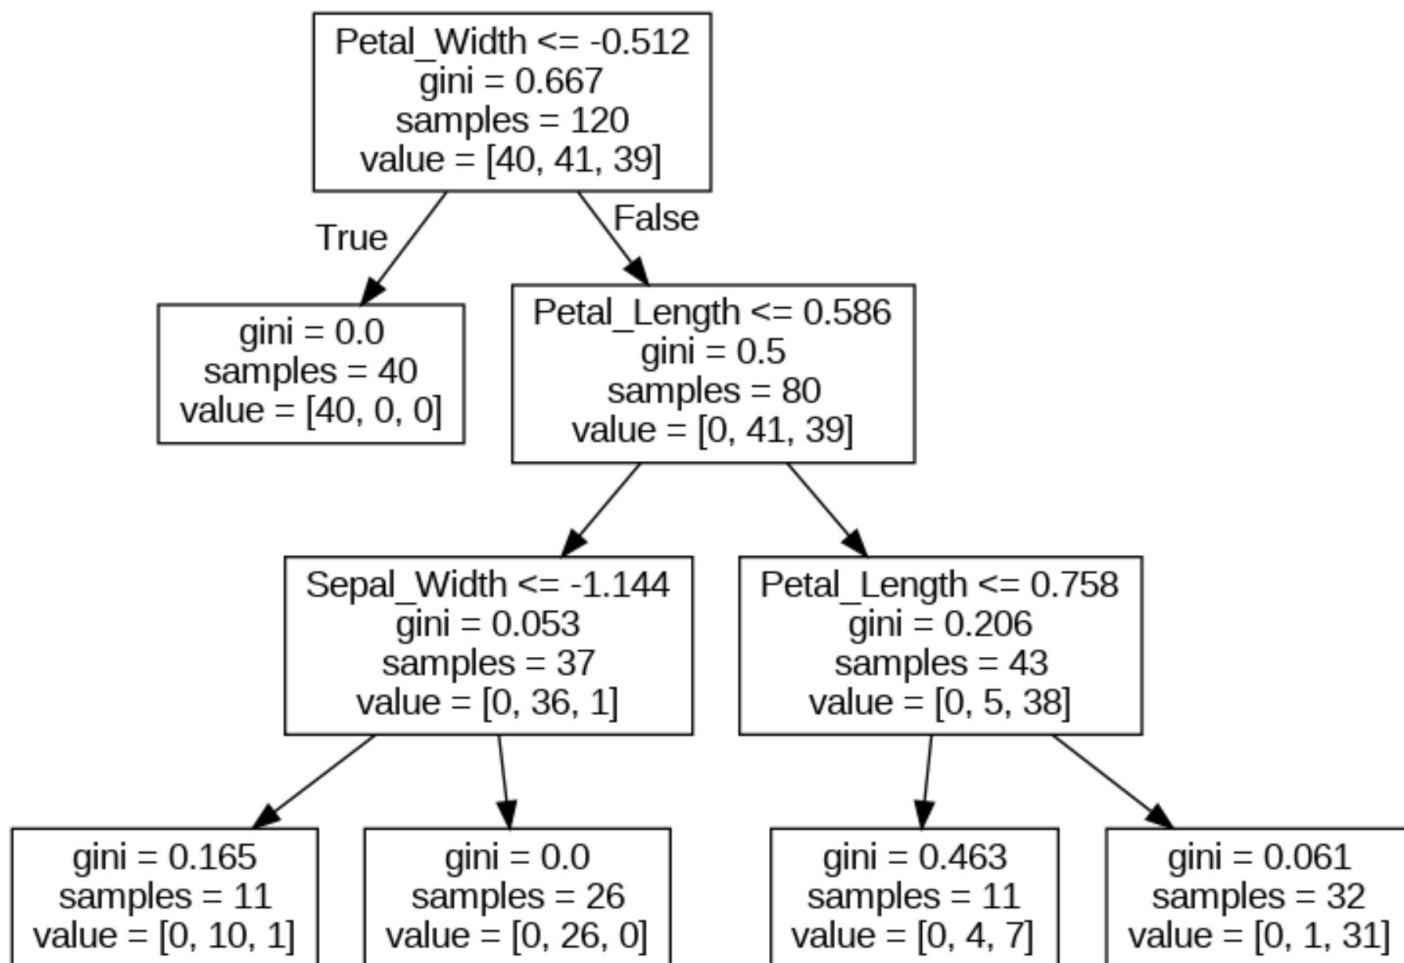 Petal_Width <= -0.512
gini = 0.667
samples = 120
value = [40, 41, 39]
True
False
gini = 0.0
samples = 40
value = [40, 0, 0]
Petal_Length <= 0.586
gini = 0.5
samples = 80
value = [0, 41, 39]
Sepal_Width <= -1.144
gini = 0.053
samples = 37
value = [0, 36, 1]
Petal_Length <= 0.758
gini = 0.206
samples = 43
value = [0, 5, 38]
gini = 0.165
samples = 11
value = [0, 10, 1]
gini = 0.0
samples = 26
value = [0, 26, 0]
gini = 0.463
samples = 11
value = [0, 4, 7]
gini = 0.061
samples = 32
value = [0, 1, 31]